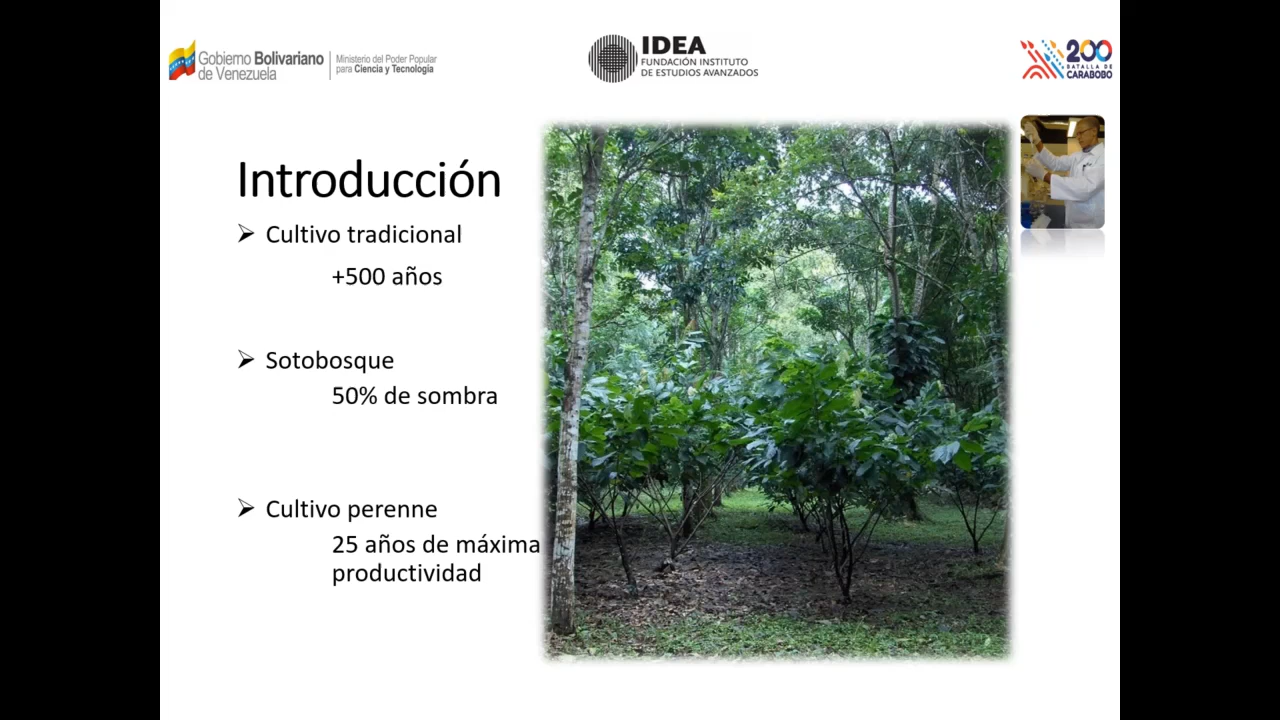 Gobierno Bolivariano
de Venezuela
Ministerio del Poder Popular
para Ciencia y Tecnología
IDEA
FUNDACIÓN INSTITUTO
DE ESTUDIOS AVANZADOS
200
BATALLA DE
CARABOBO
Introducción
Cultivo tradicional
+500 años
Sotobosque
50% de sombra
Cultivo perenne
25 años de máxima
productividad